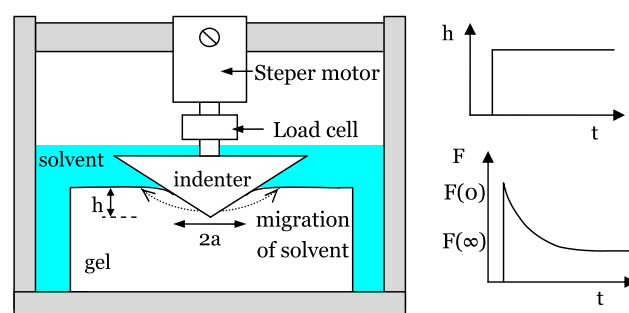 Steper motor
Load cell
solvent
indenter
h
2a
migration
of solvent
gel
h
t
F
F(0)
F(∞)
t